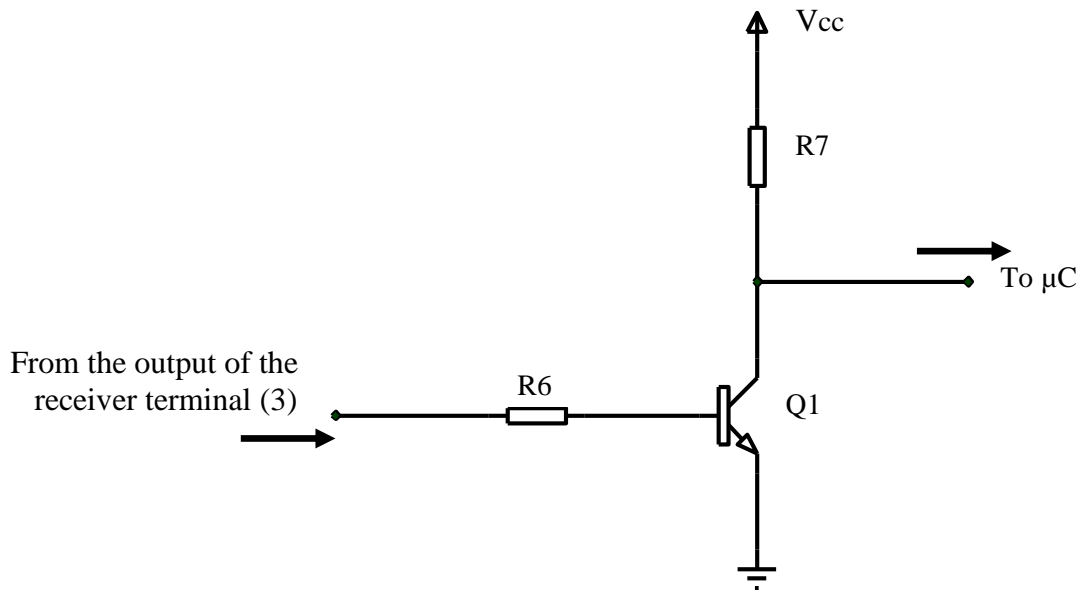 Vcc
R7
To μC
From the output of the
receiver terminal (3)
R6
Q1